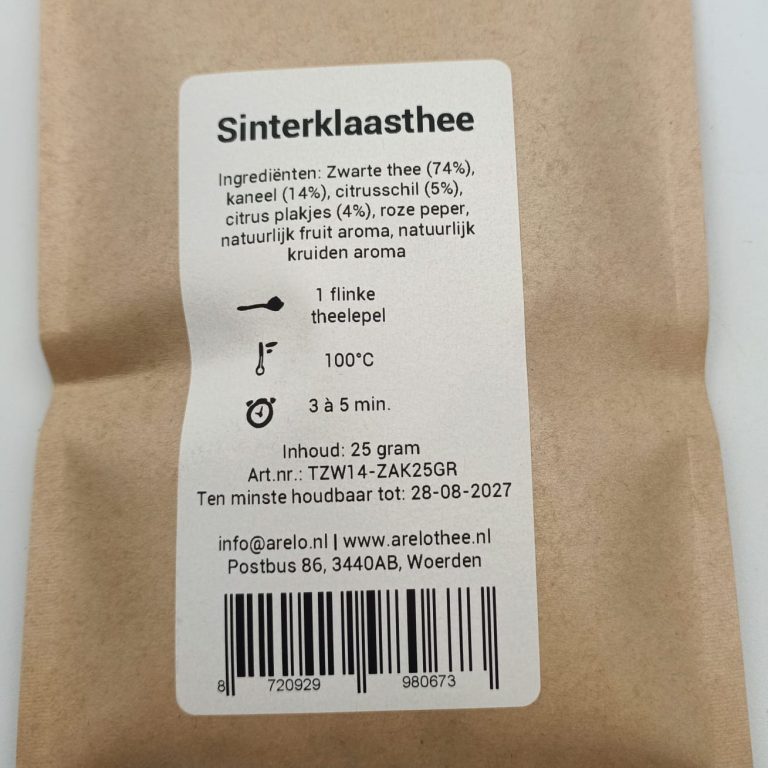 Sinterklaasthee
Ingrediënten: Zwarte thee (74%),
kaneel (14%), citrusschil (5%),
citrus plakjes (4%), roze peper,
natuurlijk fruit aroma, natuurlijk
kruiden aroma
1 flinke
theelepel
100°C
3 à 5 min.
Inhoud: 25 gram
Art.nr.: TZW14-ZAK25GR
Ten minste houdbaar tot: 28-08-2027
info@arelo.nl | www.arelothee.nl
Postbus 86, 3440AB, Woerden
8 720929 980673